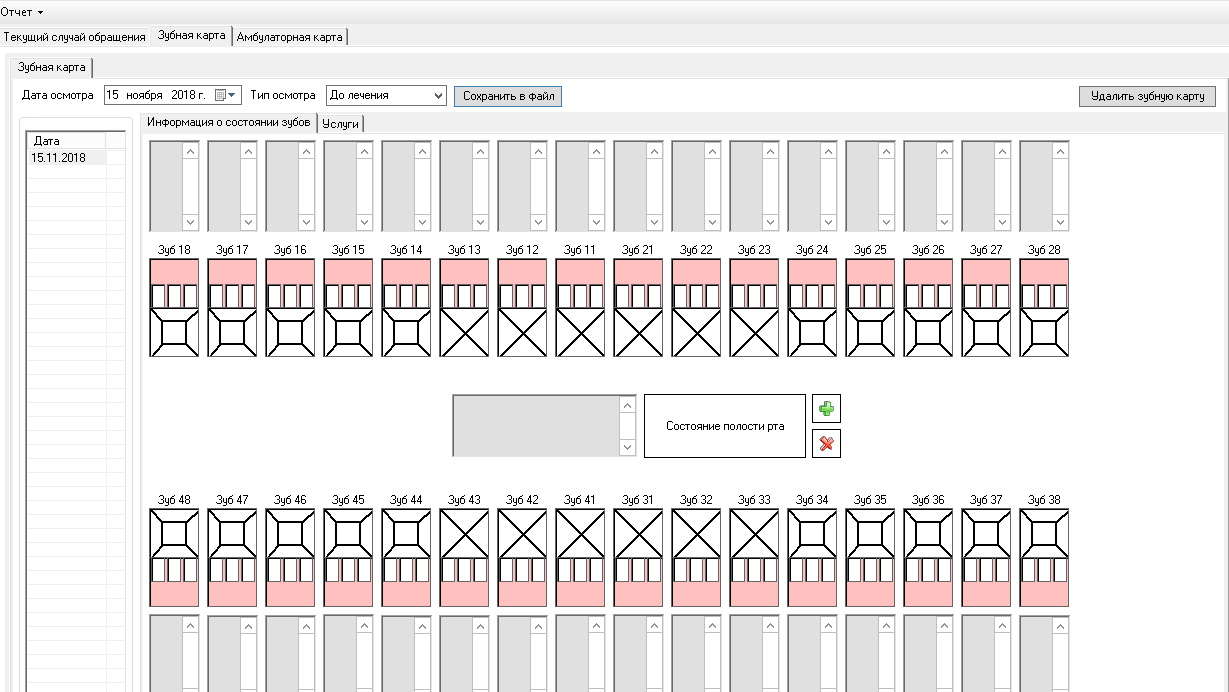 Отчет
Текущий случай обращения Зубная карта Амбулаторная карта
Зубная карта
Дата осмотра 15 ноября 2018 г. Тип осмотра До лечения Сохранить в файл Удалить зубную карту
Информация о состоянии зубов Услуги
Дата
15.11.2018
Зуб 18 Зуб 17 Зуб 16 Зуб 15 Зуб 14 Зуб 13 Зуб 12 Зуб 11 Зуб 21 Зуб 22 Зуб 23 Зуб 24 Зуб 25 Зуб 26 Зуб 27 Зуб 28
Состояние полости рта
Зуб 48 Зуб 47 Зуб 46 Зуб 45 Зуб 44 Зуб 43 Зуб 42 Зуб 41 Зуб 31 Зуб 32 Зуб 33 Зуб 34 Зуб 35 Зуб 36 Зуб 37 Зуб 38